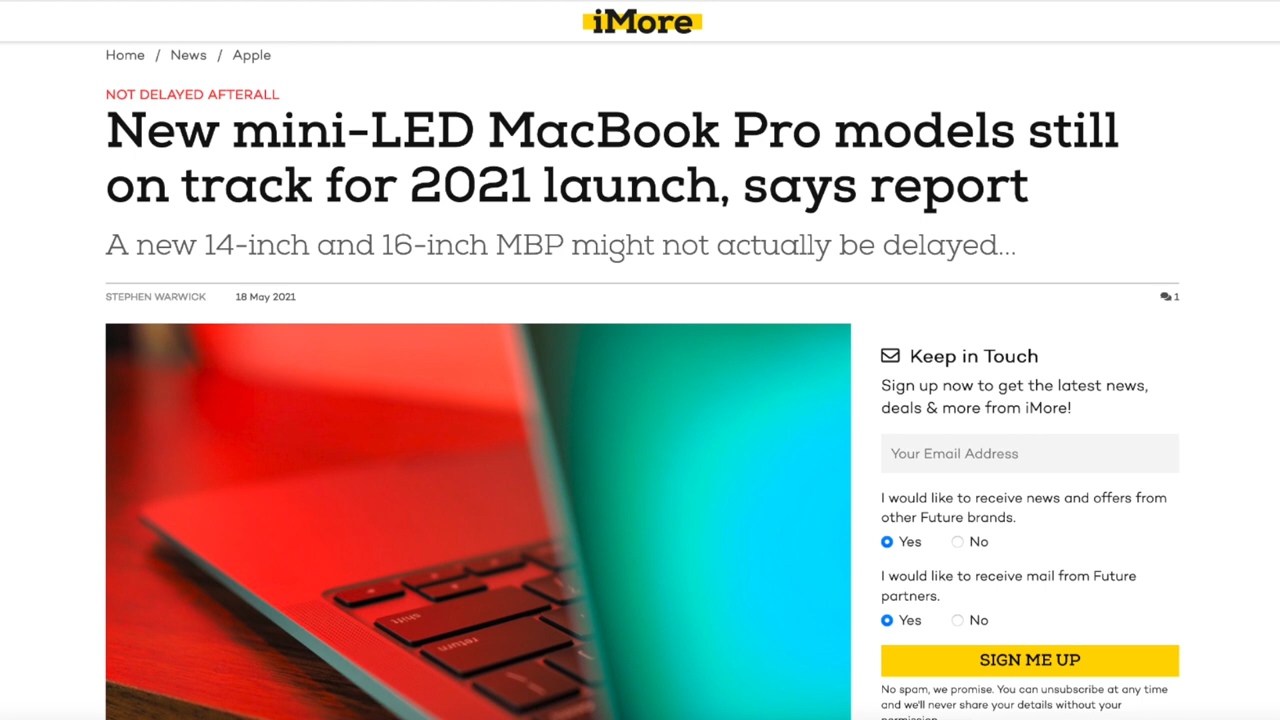 iMore
Home / News / Apple
NOT DELAYED AFTERALL
New mini-LED MacBook Pro models still
on track for 2021 launch, says report
A new 14-inch and 16-inch MBP might not actually be delayed...
STEPHEN WARWICK 18 May 2021 1
shift
return
Keep in Touch
Sign up now to get the latest news,
deals & more from iMore!
Your Email Address
I would like to receive news and offers from
other Future brands.
Yes No
I would like to receive mail from Future
partners.
Yes No
SIGN ME UP
No spam, we promise. You can unsubscribe at any time
and we'll never share your details without your
permission.